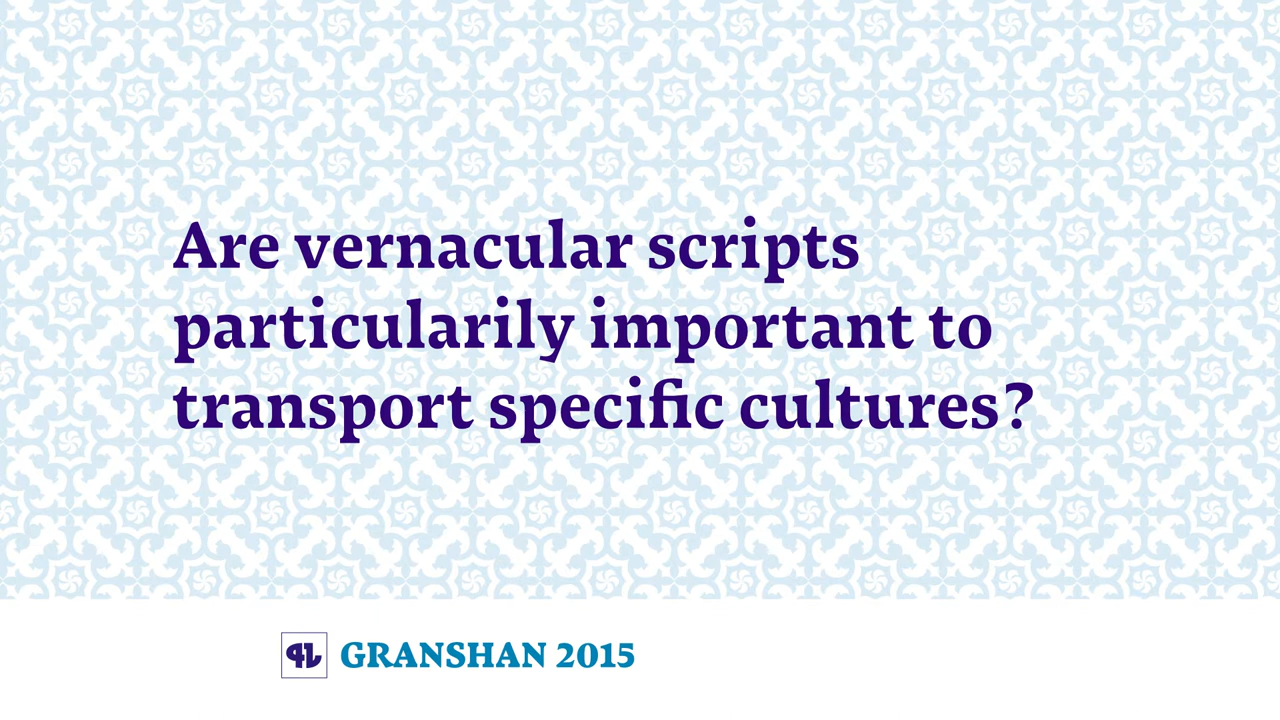 Are vernacular scripts
particularily important to
transport specific cultures?
GRANSHAN 2015